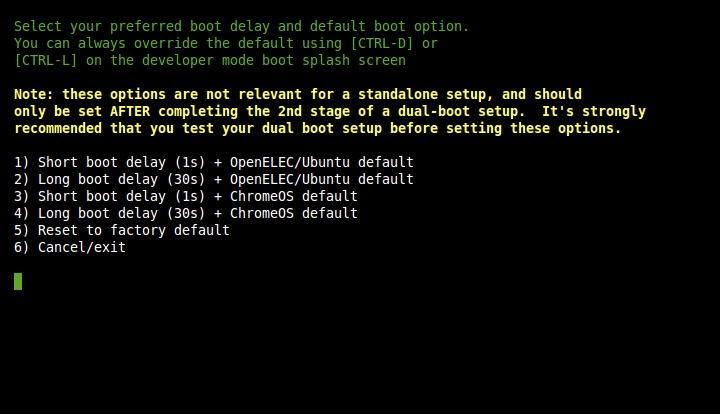 Select your preferred boot delay and default boot option.
You can always override the default using [CTRL-D] or
[CTRL-L] on the developer mode boot splash screen
Note: these options are not relevant for a standalone setup, and should
only be set AFTER completing the 2nd stage of a dual-boot setup.  It's strongly
recommended that you test your dual boot setup before setting these options.
1) Short boot delay (1s) + OpenELEC/Ubuntu default
2) Long boot delay (30s) + OpenELEC/Ubuntu default
3) Short boot delay (1s) + ChromeOS default
4) Long boot delay (30s) + ChromeOS default
5) Reset to factory default
6) Cancel/exit